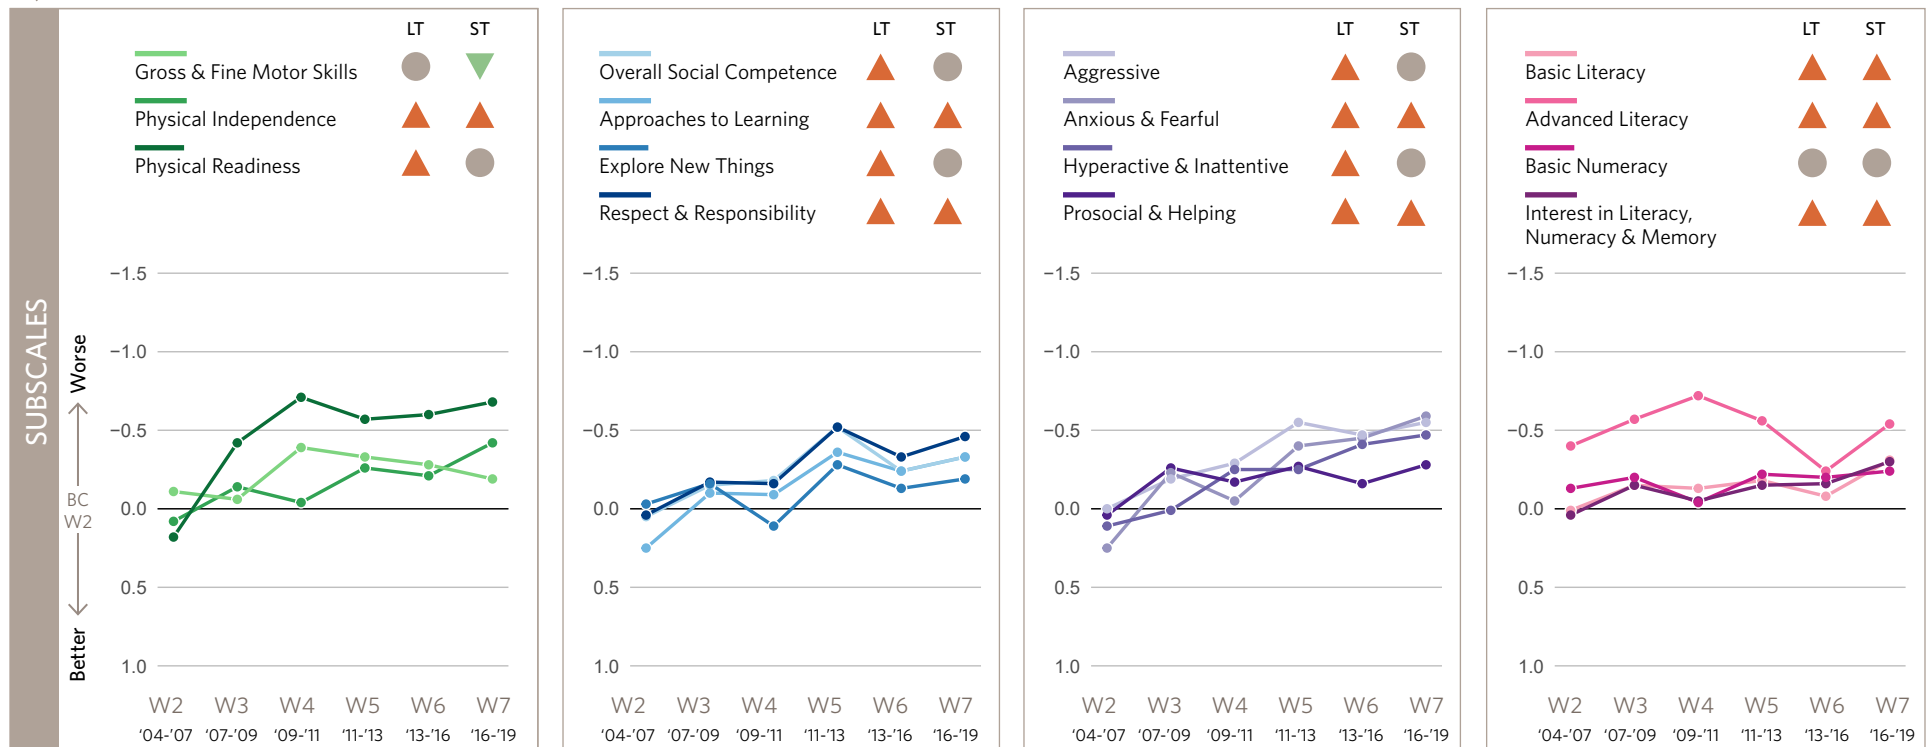 SUBSCALES
Worse
BC
W2
Better
LT ST
Gross & Fine Motor Skills
Physical Independence
Physical Readiness
−1.5
−1.0
−0.5
0.0
0.5
1.0
W2 W3 W4 W5 W6 W7
‘04-’07 ‘07-‘09 ‘09-‘11 ‘11-‘13 ‘13-‘16 ‘16-‘19
LT ST
Overall Social Competence
Approaches to Learning
Explore New Things
Respect & Responsibility
−1.5
−1.0
−0.5
0.0
0.5
1.0
W2 W3 W4 W5 W6 W7
‘04-’07 ‘07-‘09 ‘09-‘11 ‘11-‘13 ‘13-‘16 ‘16-‘19
LT ST
Aggressive
Anxious & Fearful
Hyperactive & Inattentive
Prosocial & Helping
−1.5
−1.0
−0.5
0.0
0.5
1.0
W2 W3 W4 W5 W6 W7
‘04-’07 ‘07-‘09 ‘09-‘11 ‘11-‘13 ‘13-‘16 ‘16-‘19
LT ST
Basic Literacy
Advanced Literacy
Basic Numeracy
Interest in Literacy,
Numeracy & Memory
−1.5
−1.0
−0.5
0.0
0.5
1.0
W2 W3 W4 W5 W6 W7
‘04-’07 ‘07-‘09 ‘09-‘11 ‘11-‘13 ‘13-‘16 ‘16-‘19